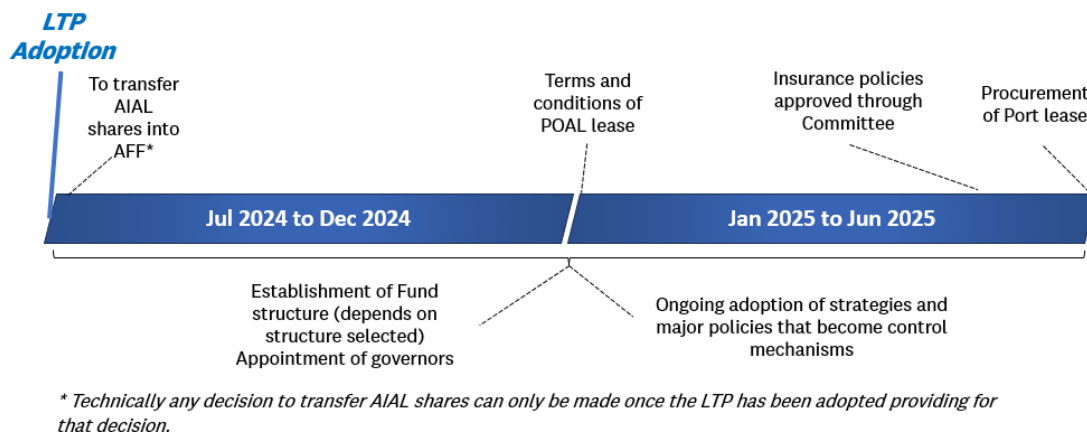 LTP
Adoption
To transfer
AIAL
shares into
AFF*
Terms and
conditions of
POAL lease
Insurance policies
approved through
Committee
Procurement
of Port lease
Jul 2024 to Dec 2024
Jan 2025 to Jun 2025
Establishment of Fund
structure (depends on
structure selected)
Appointment of governors
Ongoing adoption of strategies and
major policies that become control
mechanisms
* Technically any decision to transfer AIAL shares can only be made once the LTP has been adopted providing for
that decision.